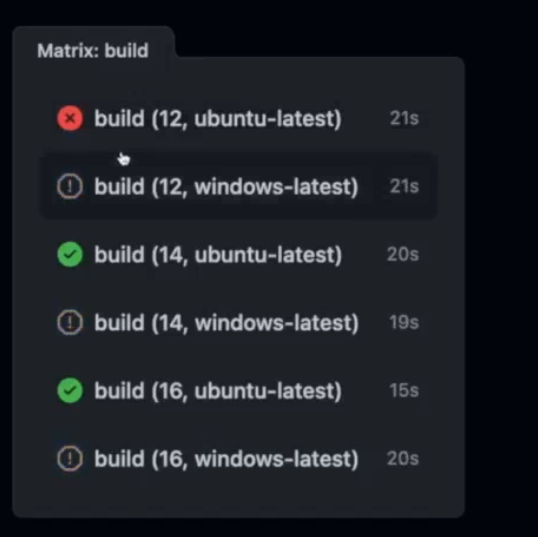 Matrix: build
build (12, ubuntu-latest) 21s
build (12, windows-latest) 21s
build (14, ubuntu-latest) 20s
build (14, windows-latest) 19s
build (16, ubuntu-latest) 15s
build (16, windows-latest) 20s